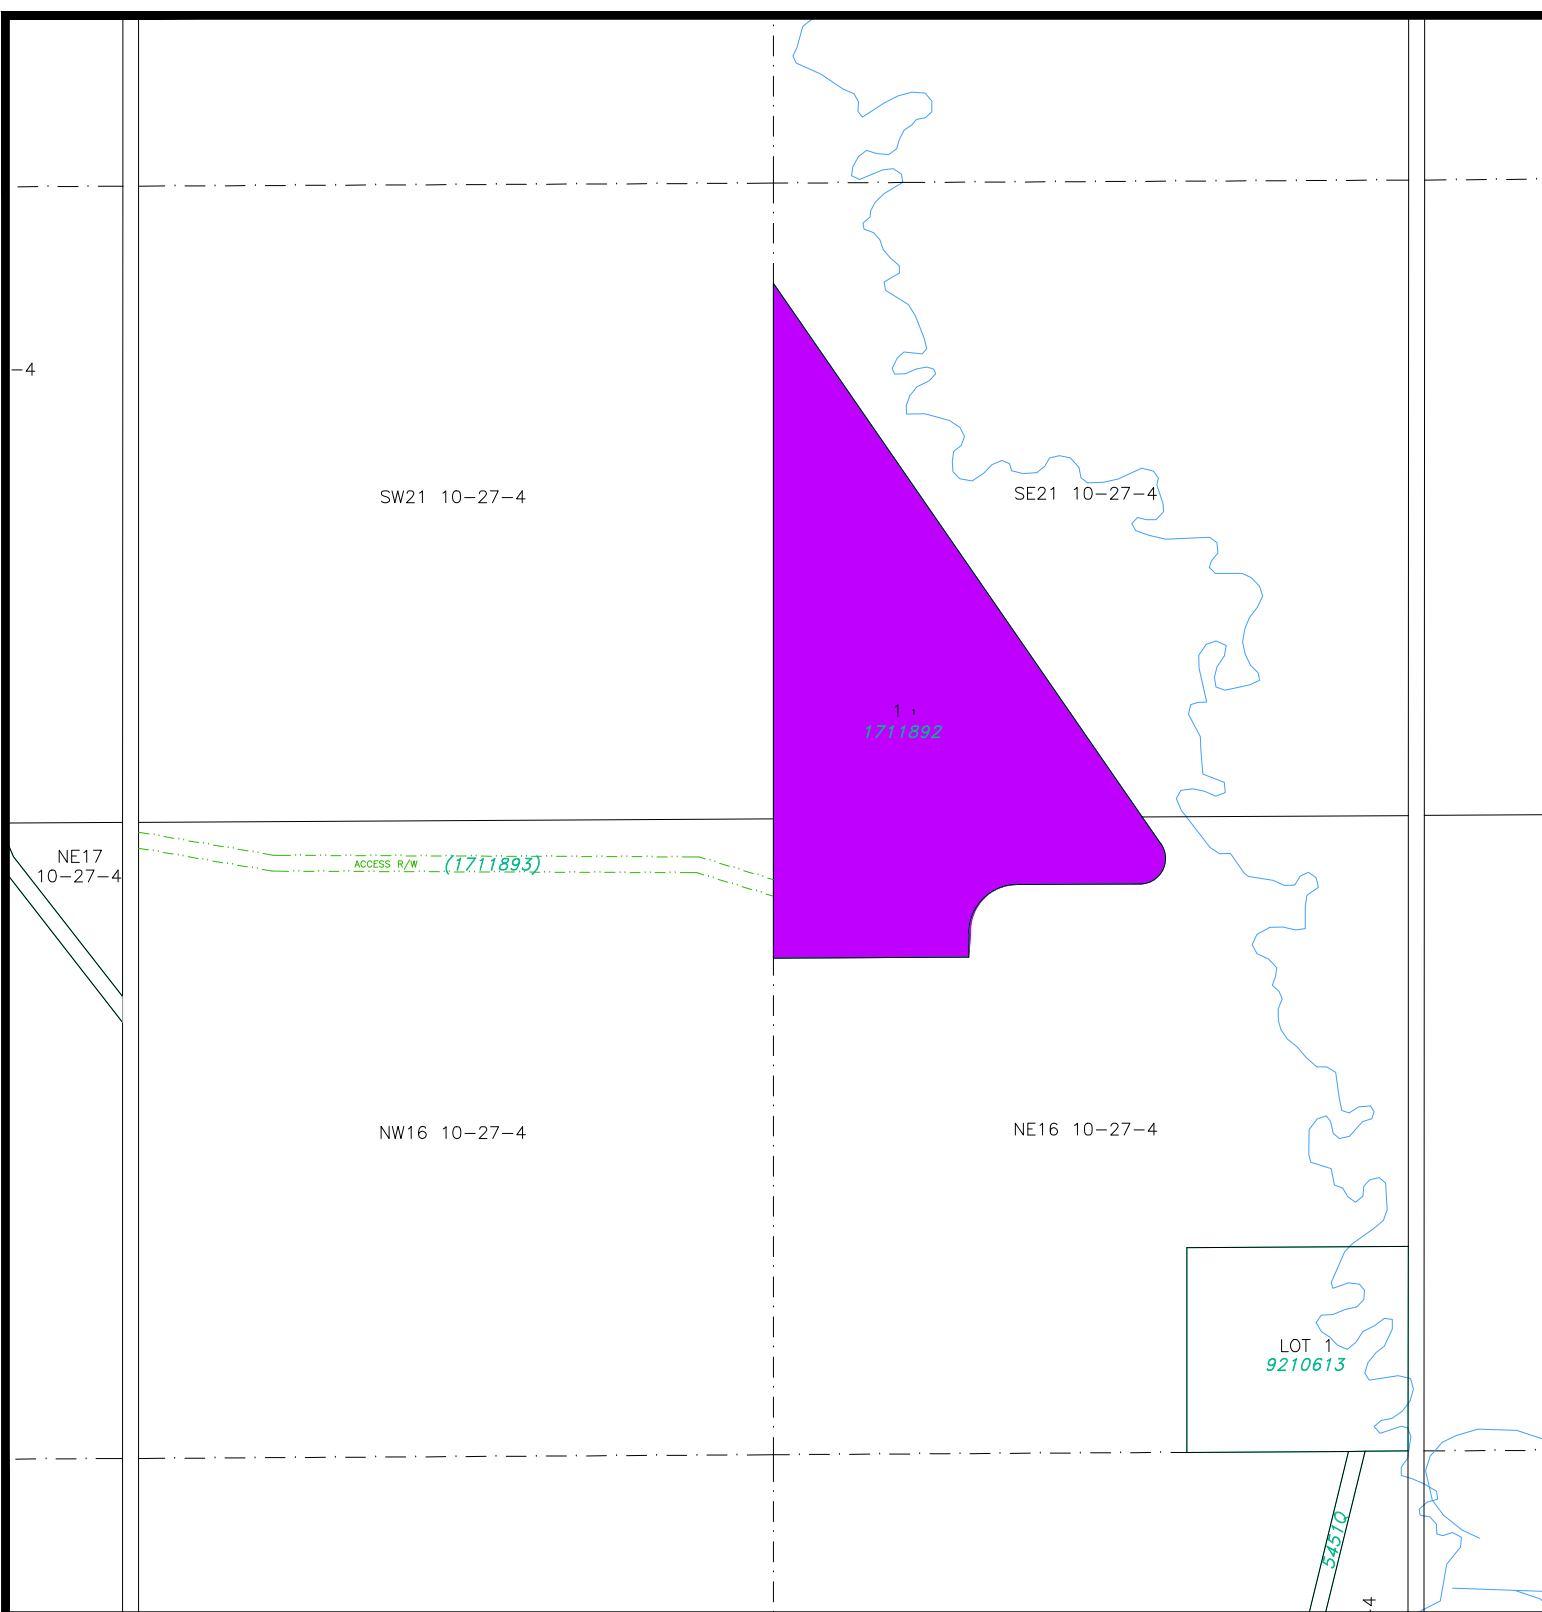 -4
SW21 10-27-4
SE21 10-27-4
1 1
1711892
NE17
10-27-4
ACCESS R/W (1711893)
NW16 10-27-4
NE16 10-27-4
LOT 1
9210613
5451Q
4